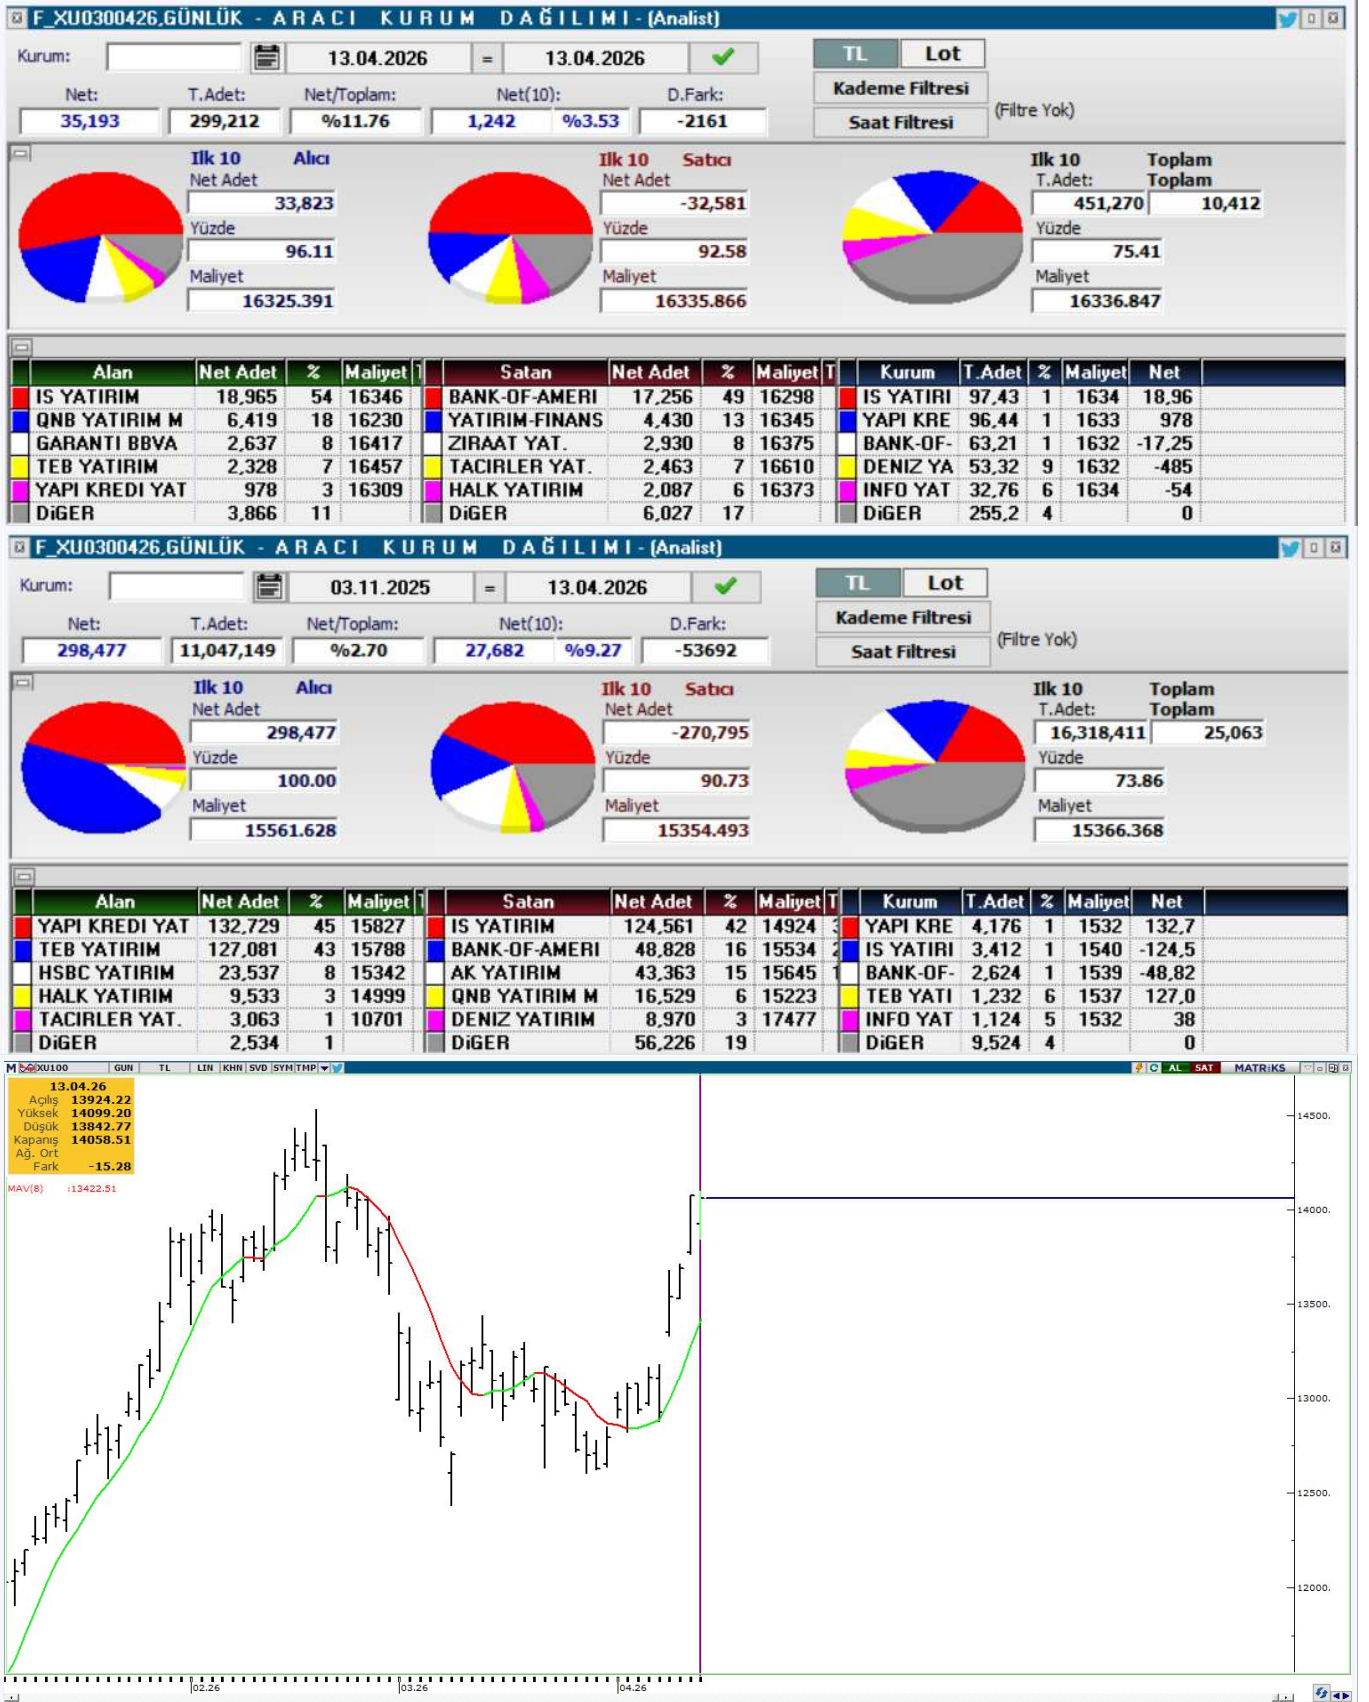 F_XU0300426,GÜNLÜK - ARACI KURUM DAĞILIMI - (Analist)
Kurum: 13.04.2026 = 13.04.2026 TL Lot
Kademe Filtresi
Net: T.Adet: Net/Toplam: Net(10): D.Fark: (Filtre Yok)
35,193 299,212 %11.76 1,242 %3.53 -2161 Saat Filtresi
Ilk 10 Alıcı Ilk 10 Satıcı Ilk 10 Toplam
Net Adet Net Adet T.Adet: Toplam
33,823 -32,581 451,270 10,412
Yüzde Yüzde Yüzde
96.11 92.58 75.41
Maliyet Maliyet Maliyet
16325.391 16335.866 16336.847
Alan Net Adet % Maliyet Satan Net Adet % Maliyet T Kurum T.Adet % Maliyet Net
IS YATIRIM 18,965 54 16346 BANK-OF-AMERI 17,256 49 16298 IS YATIRI 97,43 1 1634 18,96
QNB YATIRIM M 6,419 18 16230 YATIRIM-FINANS 4,430 13 16345 YAPI KRE 96,44 1 1633 978
GARANTI BBVA 2,637 8 16417 ZIRAAT YAT. 2,930 8 16375 BANK-OF- 63,21 1 1632 -17,25
TEB YATIRIM 2,328 7 16457 TACIRLER YAT. 2,463 7 16610 DENIZ YA 53,32 9 1632 -485
YAPI KREDI YAT 978 3 16309 HALK YATIRIM 2,087 6 16373 INFO YAT 32,76 6 1634 -54
DiGER 3,866 11 DiGER 6,027 17 DiGER 255,2 4 0
F_XU0300426,GÜNLÜK - ARACI KURUM DAĞILIMI - (Analist)
Kurum: 03.11.2025 = 13.04.2026 TL Lot
Kademe Filtresi
Net: T.Adet: Net/Toplam: Net(10): D.Fark: (Filtre Yok)
298,477 11,047,149 %2.70 27,682 %9.27 -53692 Saat Filtresi
Ilk 10 Alıcı Ilk 10 Satıcı Ilk 10 Toplam
Net Adet Net Adet T.Adet: Toplam
298,477 -270,795 16,318,411 25,063
Yüzde Yüzde Yüzde
100.00 90.73 73.86
Maliyet Maliyet Maliyet
15561.628 15354.493 15366.368
Alan Net Adet % Maliyet Satan Net Adet % Maliyet T Kurum T.Adet % Maliyet Net
YAPI KREDI YAT 132,729 45 15827 IS YATIRIM 124,561 42 14924 YAPI KRE 4,176 1 1532 132,7
TEB YATIRIM 127,081 43 15788 BANK-OF-AMERI 48,828 16 15534 IS YATIRI 3,412 1 1540 -124,5
HSBC YATIRIM 23,537 8 15342 AK YATIRIM 43,363 15 15645 BANK-OF- 2,624 1 1539 -48,82
HALK YATIRIM 9,533 3 14999 QNB YATIRIM M 16,529 6 15223 TEB YATI 1,232 6 1537 127,0
TACIRLER YAT. 3,063 1 10701 DENIZ YATIRIM 8,970 3 17477 INFO YAT 1,124 5 1532 38
DiGER 2,534 1 DiGER 56,226 19 DiGER 9,524 4 0
XU100 GUN TL LIN KHN SVD SYM TMP AL SAT MATRiKS
13.04.26
Açılış 13924.22
Yüksek 14099.20
Düşük 13842.77
Kapanış 14058.51
Ağ. Ort
Fark -15.28
MAV(8) :13422.51
14500.
14000.
13500.
13000.
12500.
12000.
02.26 03.26 04.26